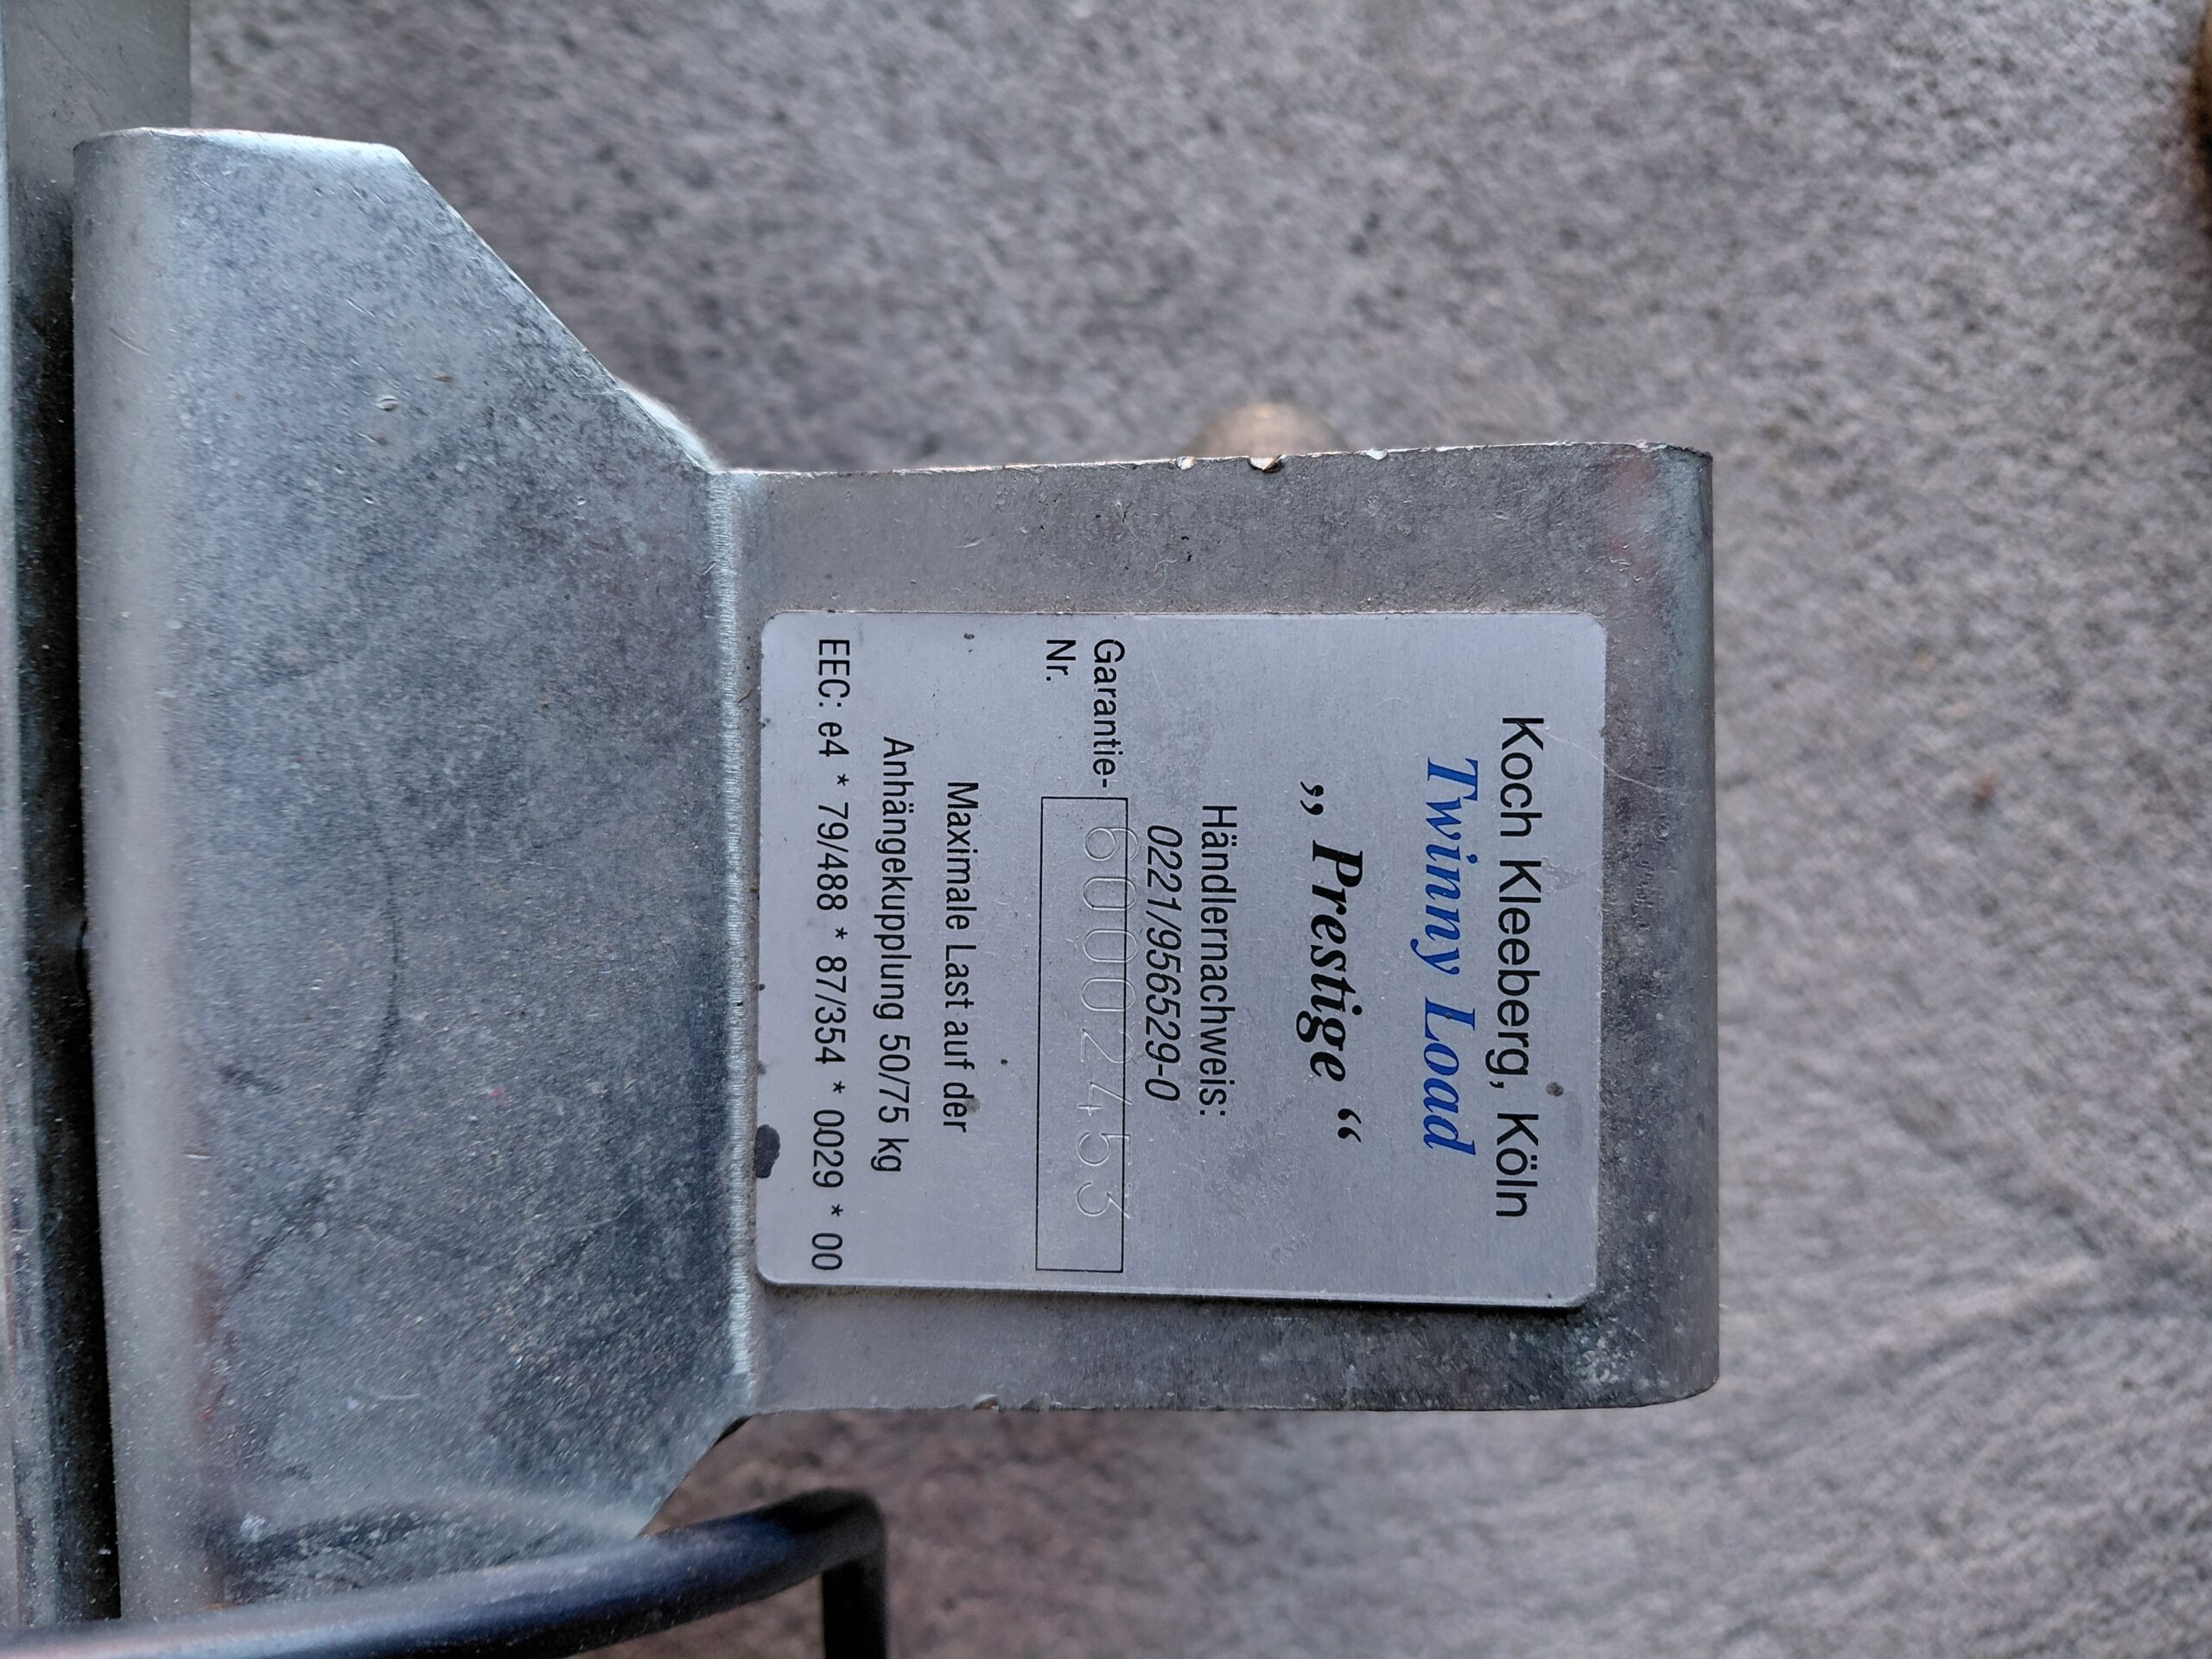 Koch Kleeberg, Köln
Twinny Load
„ Prestige “
Händlernachweis:
0221/956529-0
Garantie-
Nr. 60002453
Maximale Last auf der
Anhängekupplung 50/75 kg
EEC: e4 * 79/488 * 87/354 * 0029 * 00